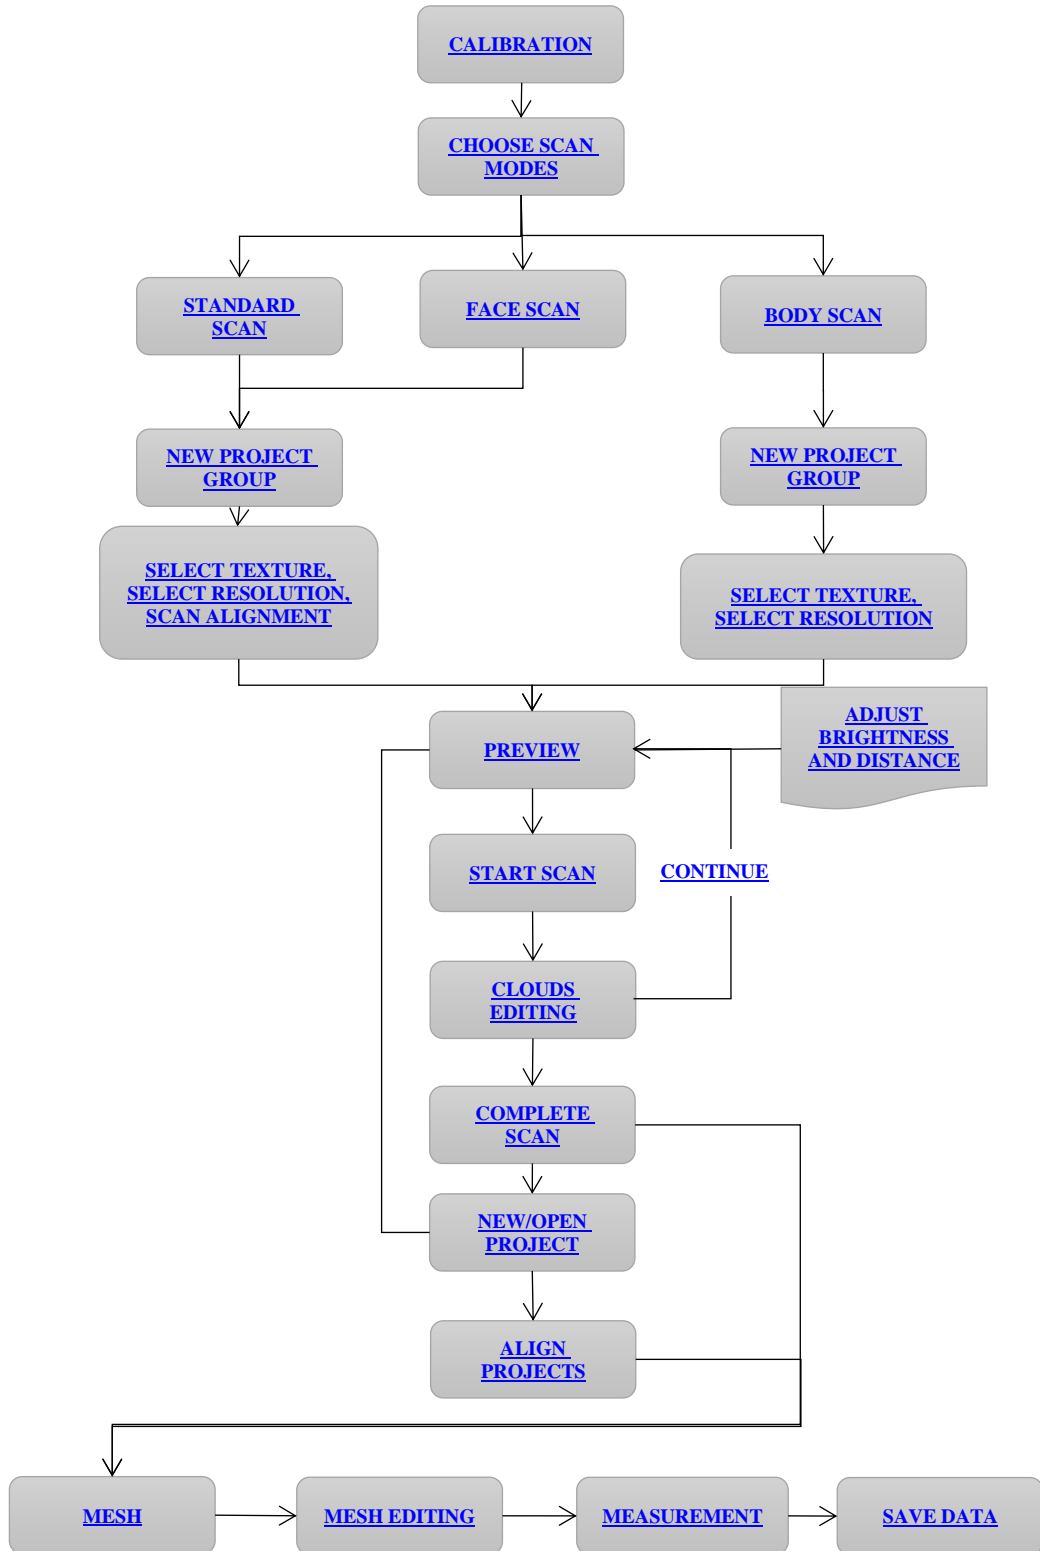 CALIBRATION
CHOOSE SCAN
MODES
STANDARD
SCAN
FACE SCAN
BODY SCAN
NEW PROJECT
GROUP
NEW PROJECT
GROUP
SELECT TEXTURE,
SELECT RESOLUTION,
SCAN ALIGNMENT
SELECT TEXTURE,
SELECT RESOLUTION
PREVIEW
ADJUST
BRIGHTNESS
AND DISTANCE
START SCAN
CONTINUE
CLOUDS
EDITING
COMPLETE
SCAN
NEW/OPEN
PROJECT
ALIGN
PROJECTS
MESH
MESH EDITING
MEASUREMENT
SAVE DATA